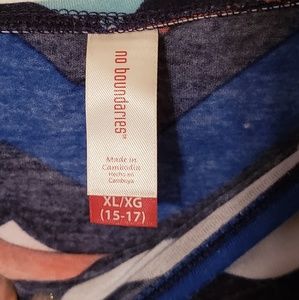 no boundaries
Made in
Cambodia
Hecho en
Camboya
XL/XG
(15-17)